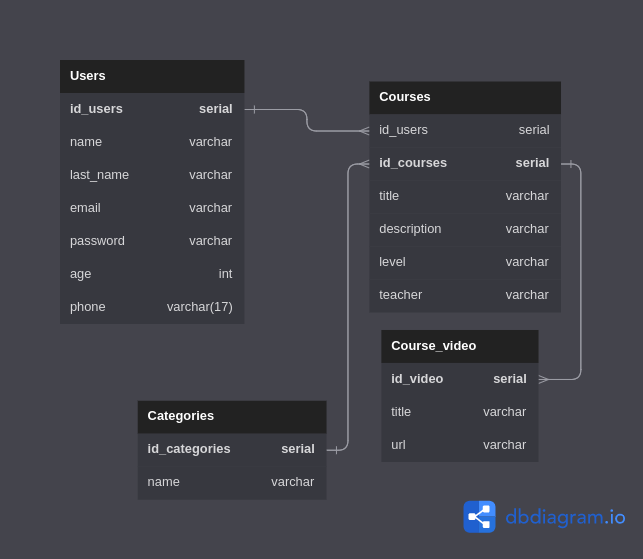 Users
id_users serial
name varchar
last_name varchar
email varchar
password varchar
age int
phone varchar(17)
Courses
id_users serial
id_courses serial
title varchar
description varchar
level varchar
teacher varchar
Course_video
id_video serial
title varchar
url varchar
Categories
id_categories serial
name varchar
dbdiagram.io